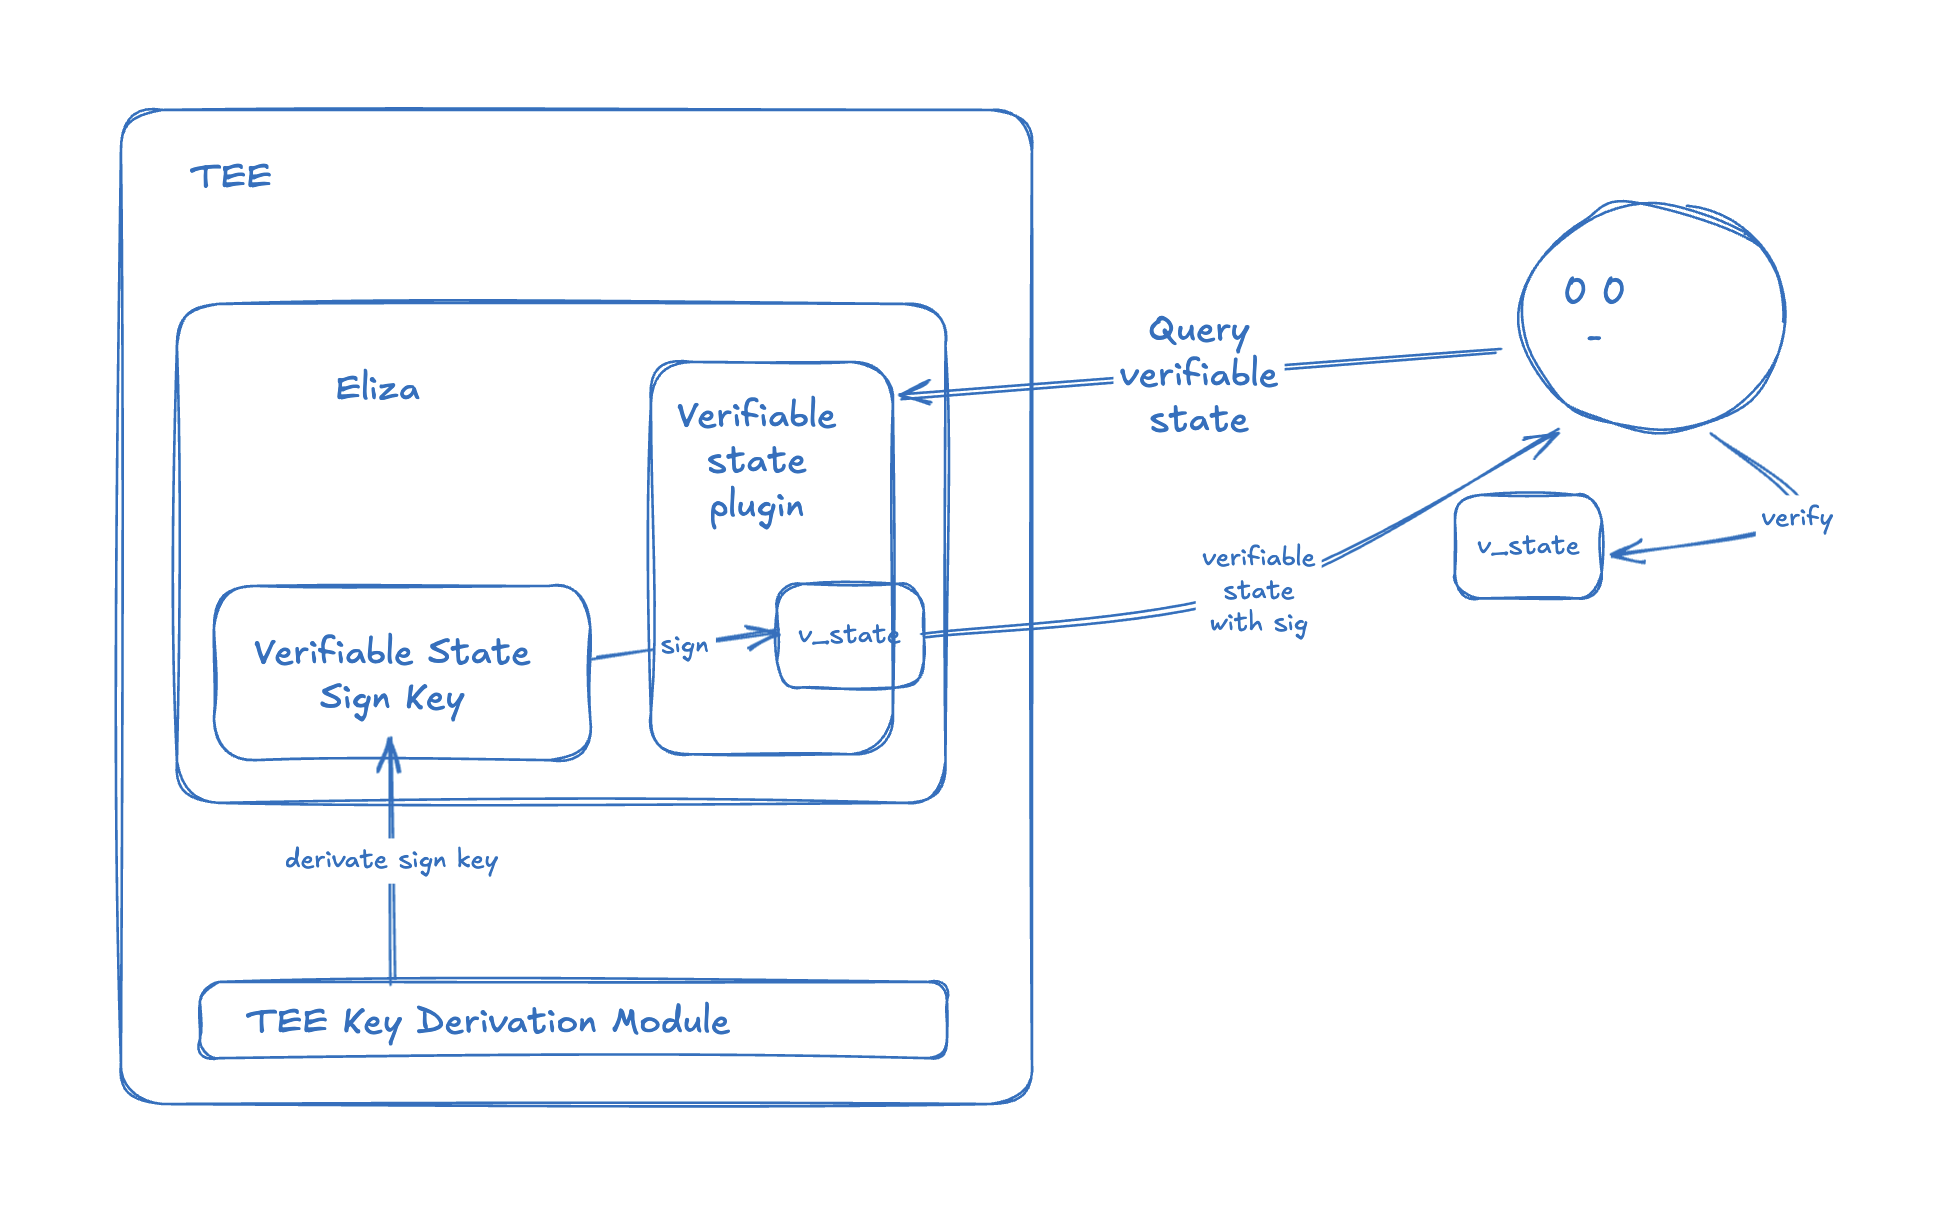 TEE
Eliza
Verifiable
state
plugin
Query
verifiable
state
Verifiable State
Sign Key
sign
v_state
verifiable
state
with sig
v_state
verify
derivate sign key
TEE Key Derivation Module